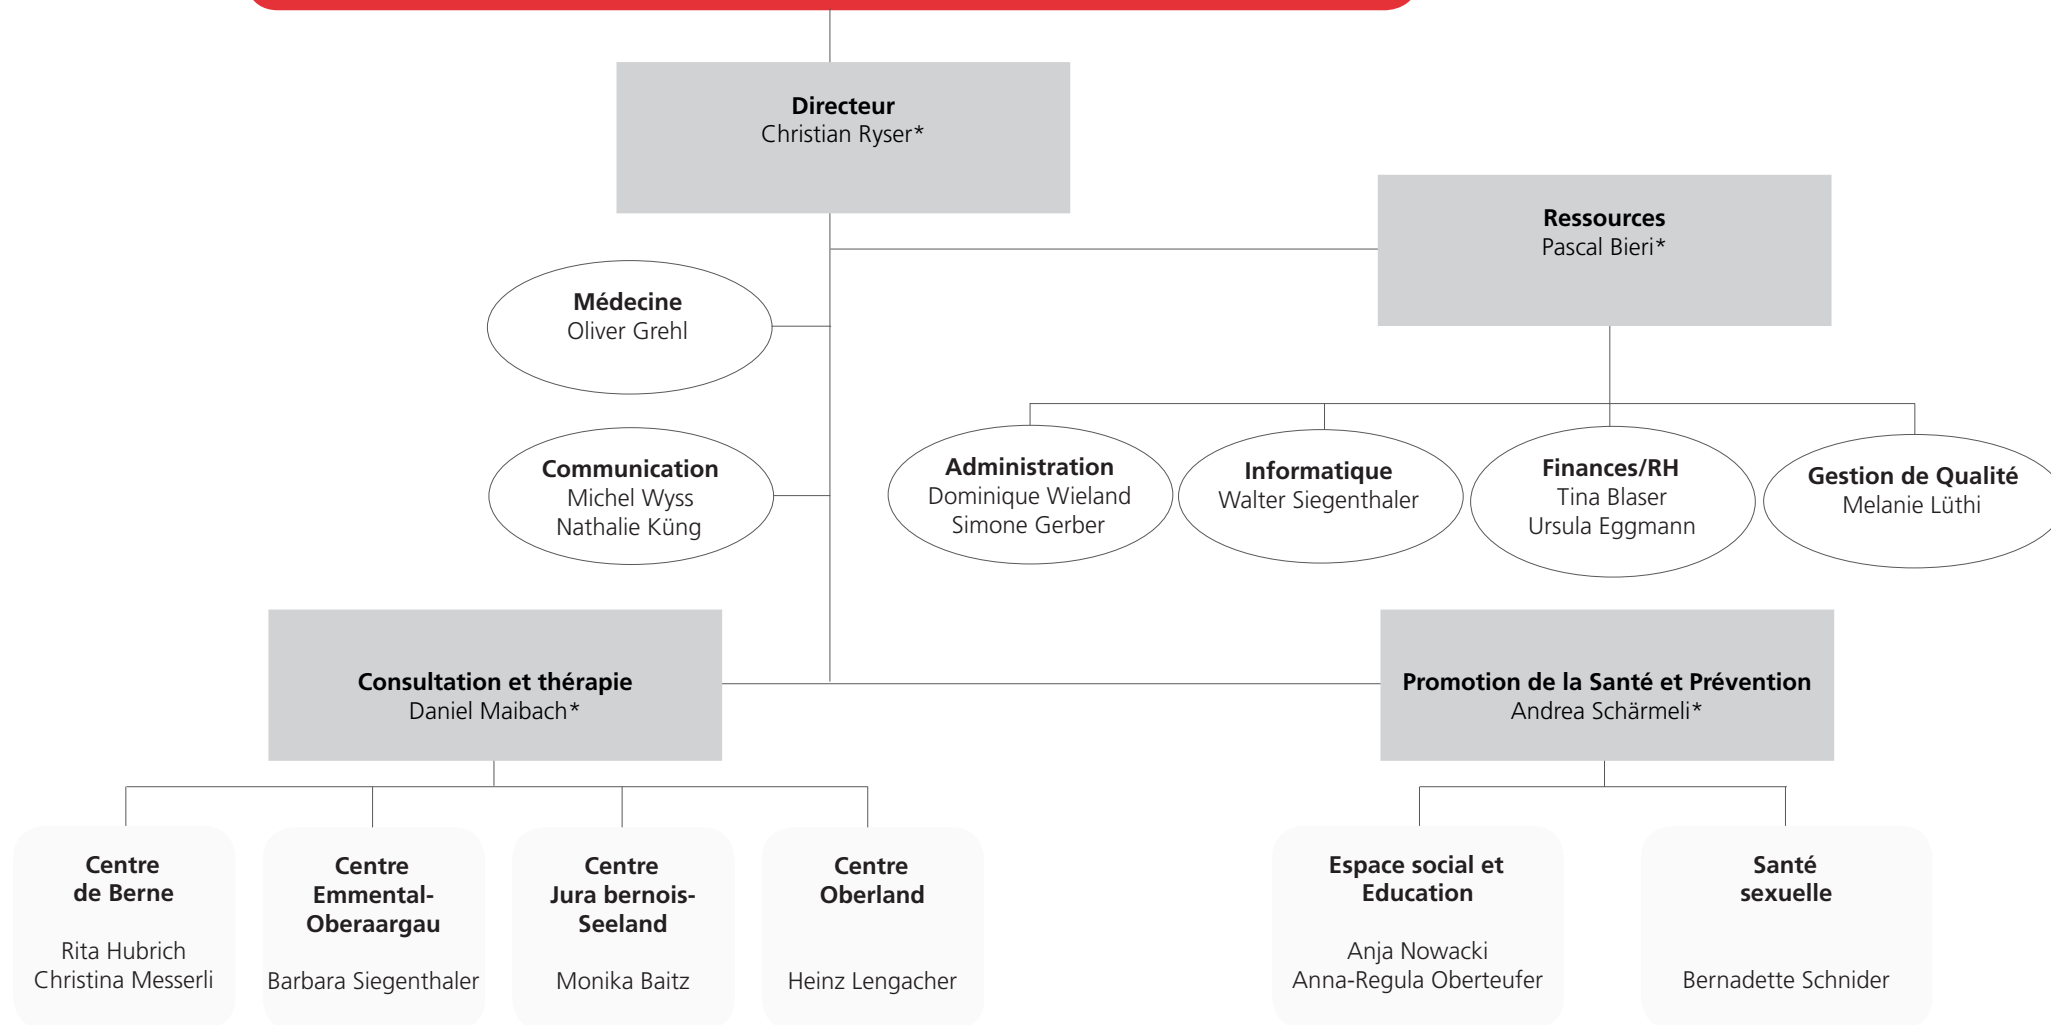 Directeur
Christian Ryser*
Ressources
Pascal Bieri*
Médecine
Oliver Grehl
Communication
Michel Wyss
Nathalie Küng
Administration
Dominique Wieland
Simone Gerber
Informatique
Walter Siegenthaler
Finances/RH
Tina Blaser
Ursula Eggmann
Gestion de Qualité
Melanie Lüthi
Consultation et thérapie
Daniel Maibach*
Promotion de la Santé et Prévention
Andrea Schärmeli*
Centre
de Berne
Rita Hubrich
Christina Messerli
Centre
Emmental-
Oberaargau
Barbara Siegenthaler
Centre
Jura bernois-
Seeland
Monika Baitz
Centre
Oberland
Heinz Lengacher
Espace social et
Education
Anja Nowacki
Anna-Regula Oberteufer
Santé
sexuelle
Bernadette Schnider